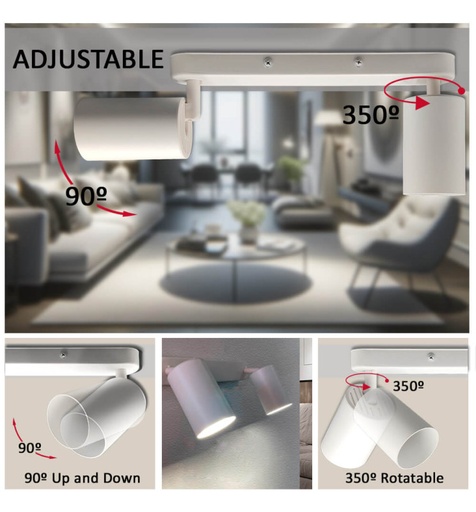 ADJUSTABLE
350º
90º
90º
90º Up and Down
350º
350º Rotatable